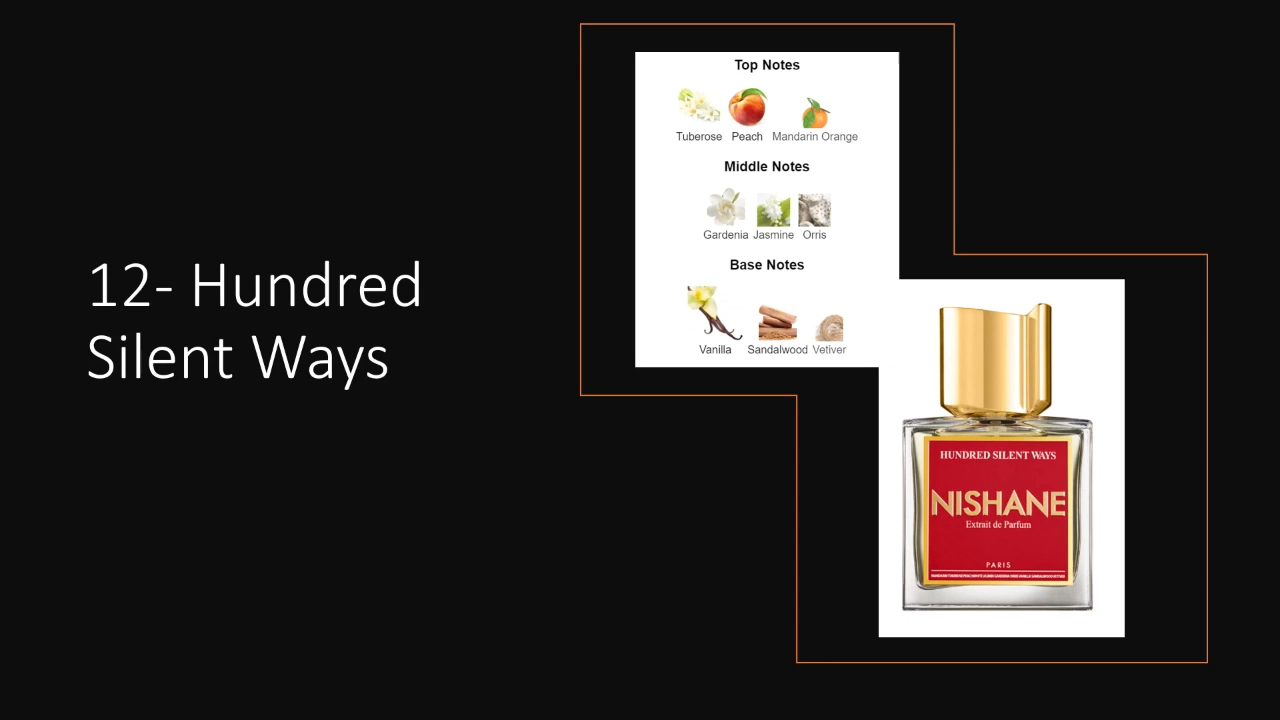 12- Hundred
Silent Ways
Top Notes
Tuberose Peach Mandarin Orange
Middle Notes
Gardenia Jasmine Orris
Base Notes
Vanilla Sandalwood Vetiver
HUNDRED SILENT WAYS
NISHANE
Extrait de Parfum
PARIS